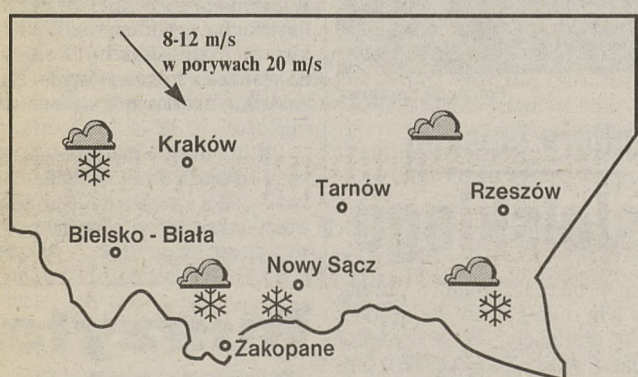 8-12 m/s
w porywach 20 m/s
Kraków
Tarnów
Rzeszów
Bielsko - Biała
Nowy Sącz
Zakopane